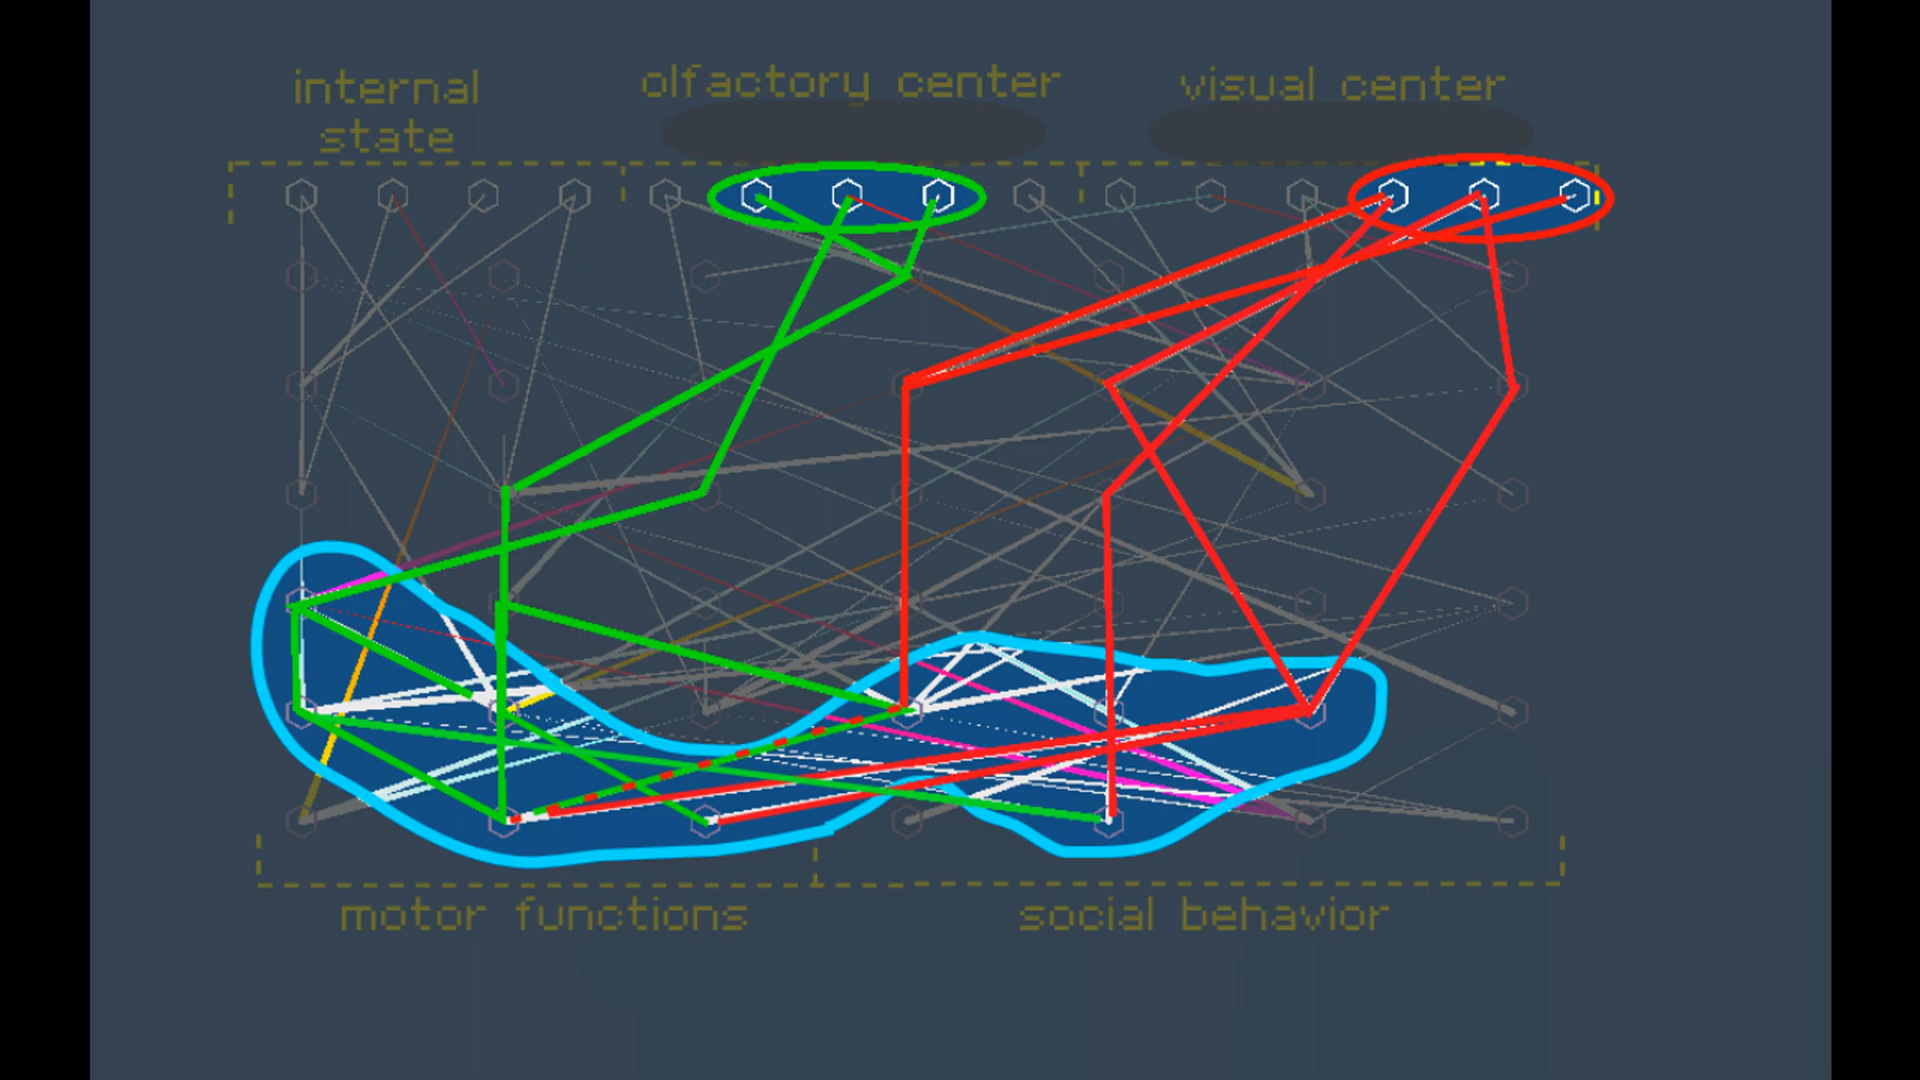 internal
state
olfactory center
visual center
motor functions
social behavior